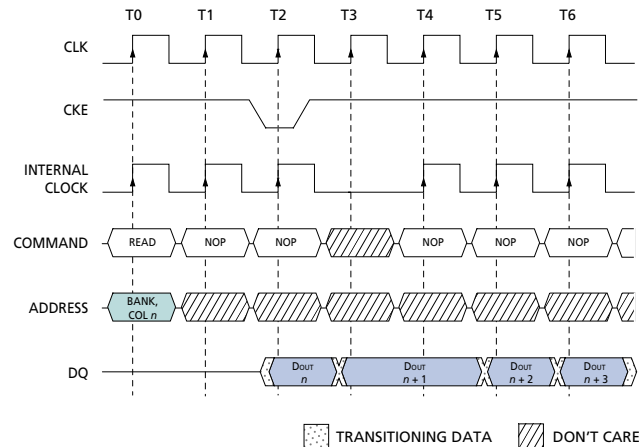 T0 T1 T2 T3 T4 T5 T6
CLK
CKE
INTERNAL
CLOCK
COMMAND READ NOP NOP NOP NOP NOP
ADDRESS BANK,
COL n
DQ DOUT DOUT DOUT DOUT
n n + 1 n + 2 n + 3
TRANSITIONING DATA DON'T CARE